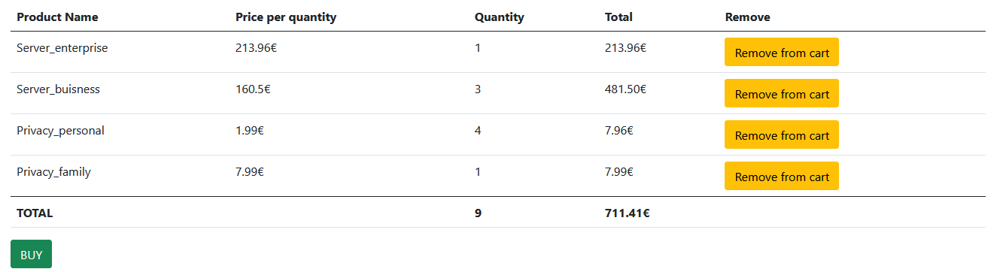 Product Name Price per quantity Quantity Total Remove
Server_enterprise 213.96€ 1 213.96€ Remove from cart
Server_buisness 160.5€ 3 481.50€ Remove from cart
Privacy_personal 1.99€ 4 7.96€ Remove from cart
Privacy_family 7.99€ 1 7.99€ Remove from cart
TOTAL 9 711.41€
BUY